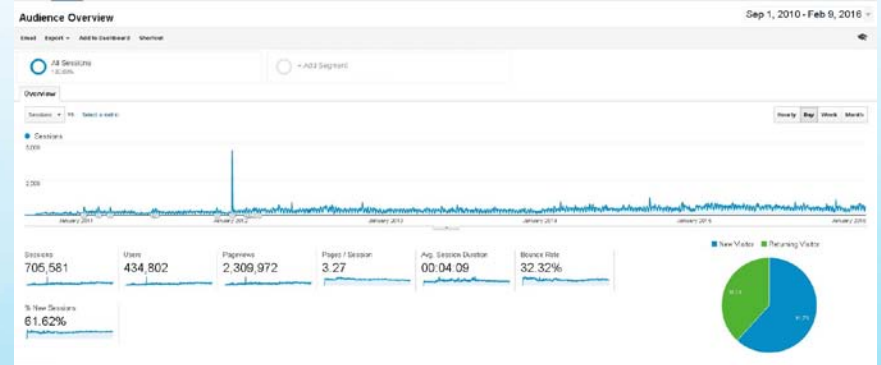 Audience Overview
Sep 1, 2010 - Feb 9, 2016
Email Export Add to Dashboard Shortcut
All Sessions
+ Add Segment
Overview
Sessions VS. Select a metric
Hourly Day Week Month
Sessions
2,000
January 2011 January 2012 January 2013 January 2014 January 2015 January 2016
New Visitor Returning Visitor
Sessions
705,581
Users
434,802
Pageviews
2,309,972
Pages / Session
3.27
Avg. Session Duration
00:04:09
Bounce Rate
32.32%
% New Sessions
61.62%